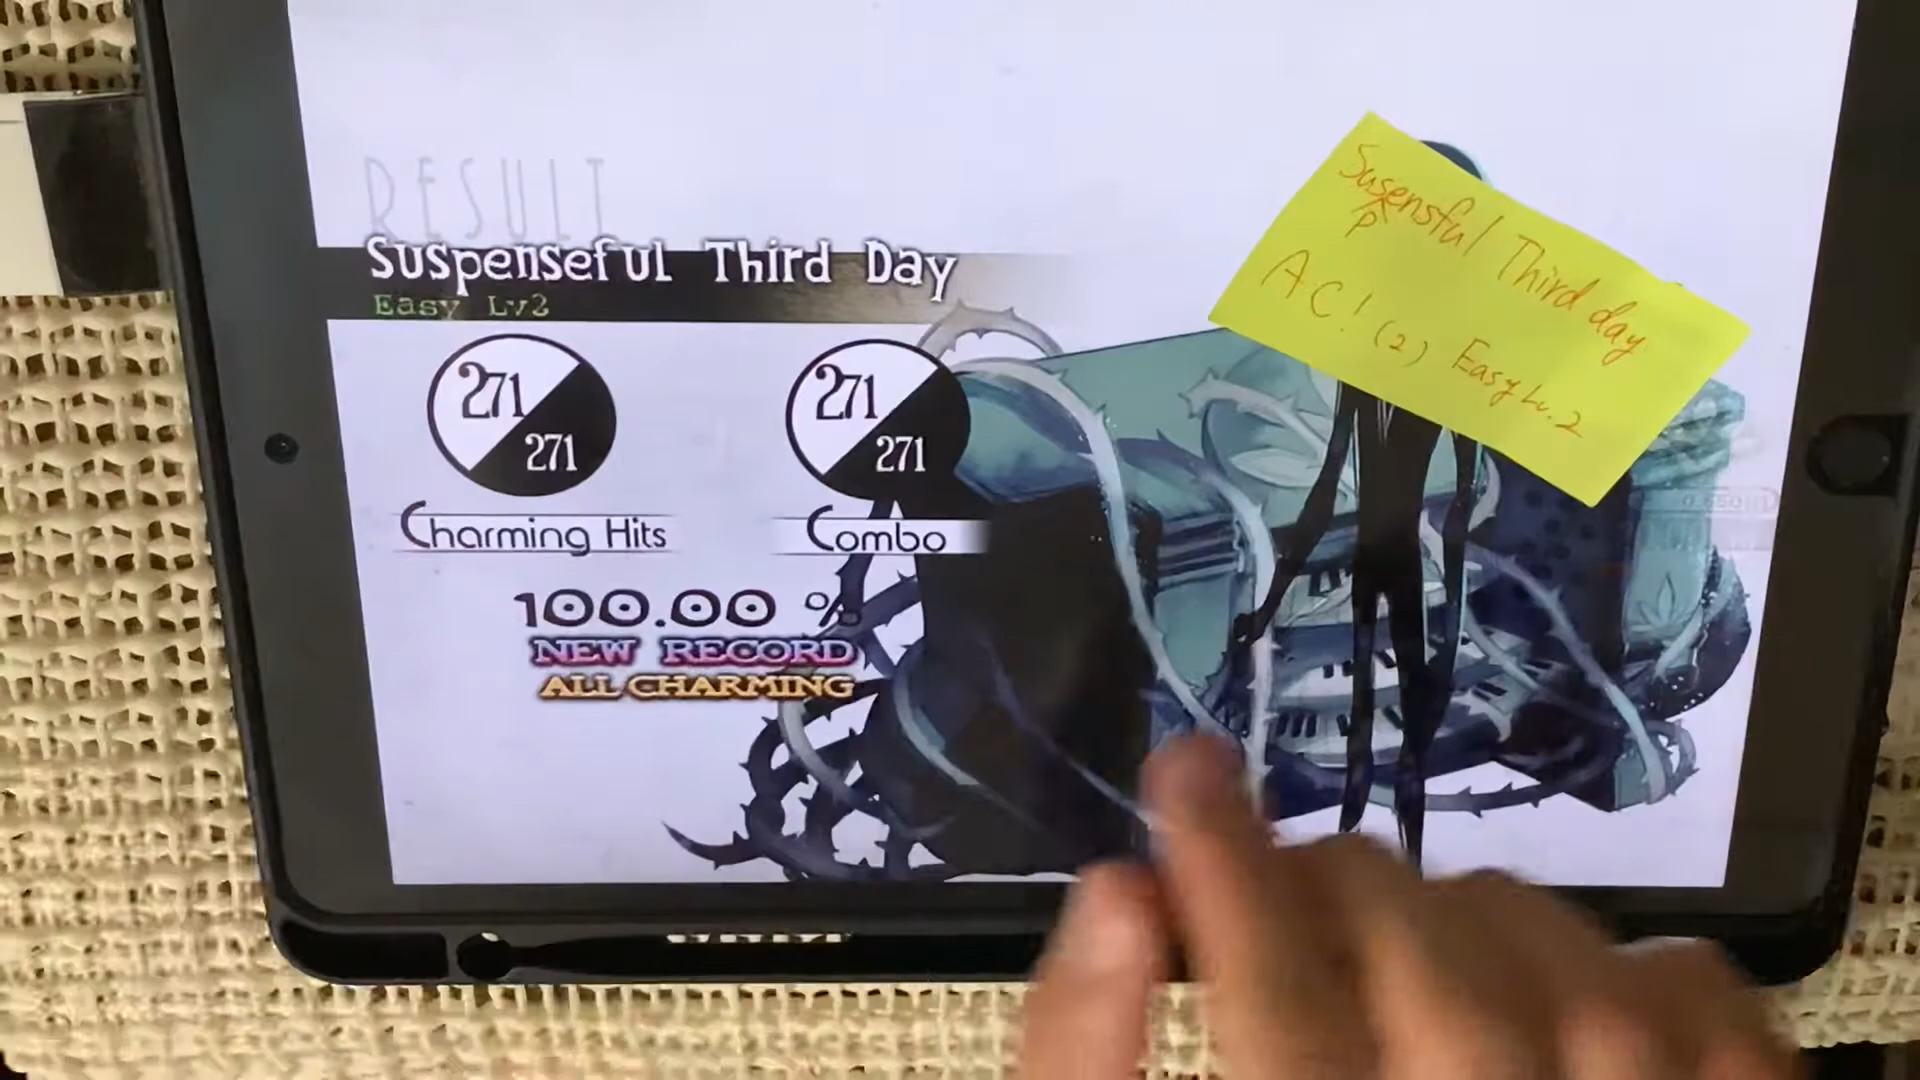 RESULT
Suspenseful Third Day
Easy Lv2
271
271
Charming Hits
271
271
Combo
100.00 %
NEW RECORD
ALL CHARMING
Susensful Third day
p
AC! (2) Easy Lv.2